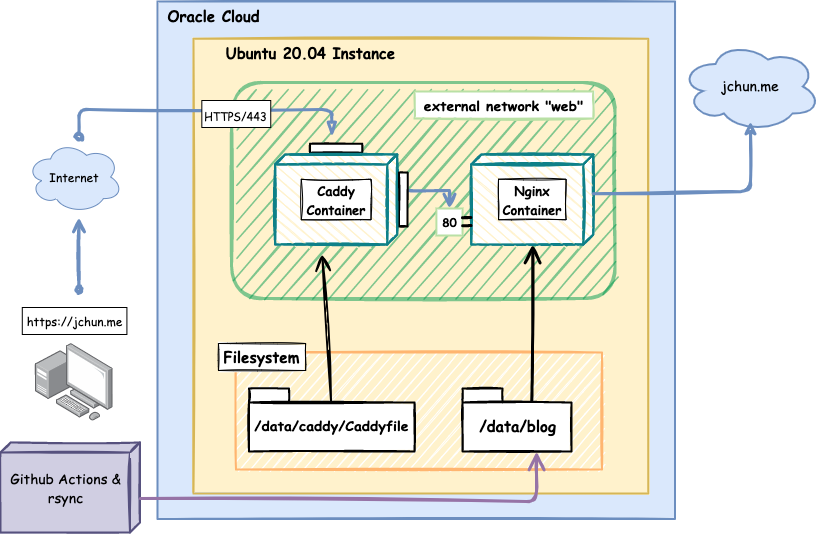 Oracle Cloud
Ubuntu 20.04 Instance
external network "web"
HTTPS/443
jchun.me
Internet
Caddy
Container
80
Nginx
Container
https://jchun.me
Filesystem
/data/caddy/Caddyfile
/data/blog
Github Actions &
rsync